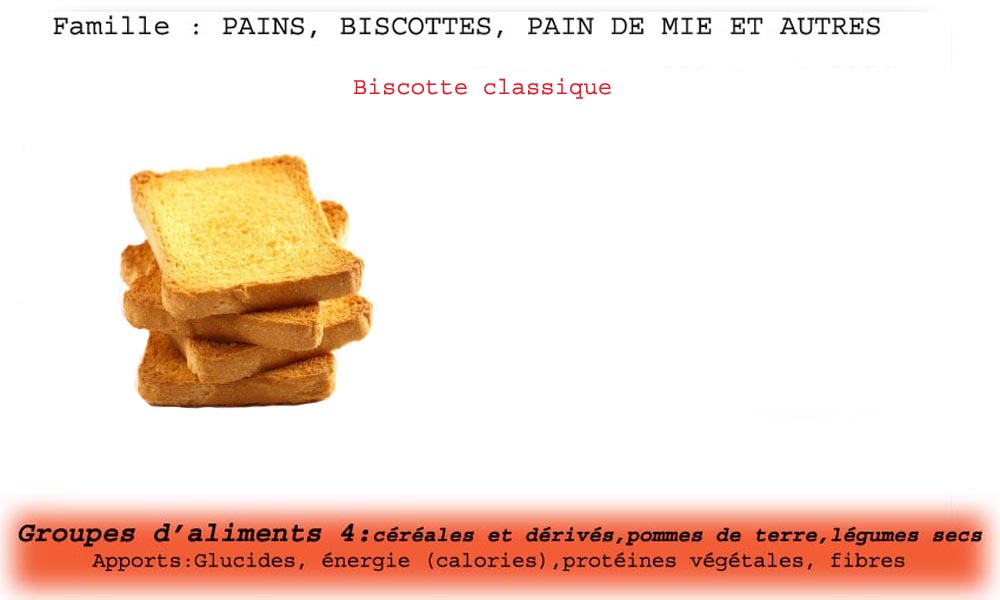 Famille : PAINS, BISCOTTES, PAIN DE MIE ET AUTRES
Biscotte classique
Groupes d’aliments 4:céréales et dérivés,pommes de terre,légumes secs
Apports:Glucides, énergie (calories),protéines végétales, fibres